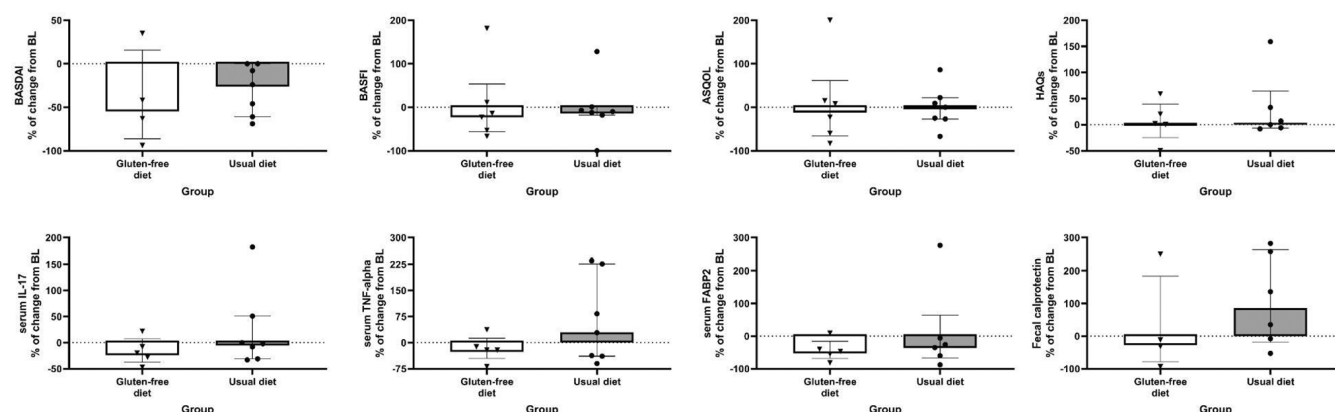 BASDAI
% of change from BL
50
0
-50
-100
Gluten-free
diet
Usual diet
Group
BASFI
% of change from BL
200
100
0
-100
Gluten-free
diet
Usual diet
Group
ASQOL
% of change from BL
200
100
0
-100
Gluten-free
diet
Usual diet
Group
HAQs
% of change from BL
200
150
100
50
0
-50
Gluten-free
diet
Usual diet
Group
serum IL-17
% of change from BL
200
150
100
50
0
-50
Gluten-free
diet
Usual diet
Group
serum TNF-alpha
% of change from BL
300
225
150
75
0
-75
Gluten-free
diet
Usual diet
Group
serum FABP2
% of change from BL
300
200
100
0
-100
Gluten-free
diet
Usual diet
Group
Fecal calprotectin
% of change from BL
300
200
100
0
-100
Gluten-free
diet
Usual diet
Group